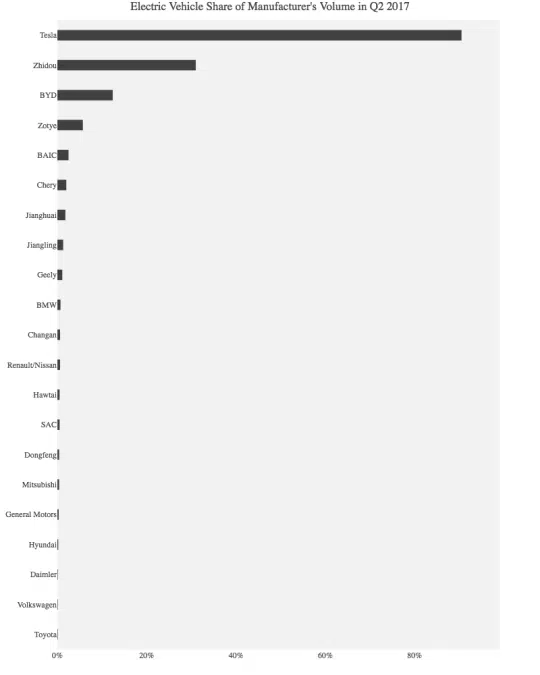 Electric Vehicle Share of Manufacturer's Volume in Q2 2017
Tesla
Zhidou
BYD
Zotye
BAIC
Chery
Jianghuai
Jiangling
Geely
BMW
Changan
Renault/Nissan
Hawtai
SAC
Dongfeng
Mitsubishi
General Motors
Hyundai
Daimler
Volkswagen
Toyota
0% 20% 40% 60% 80%